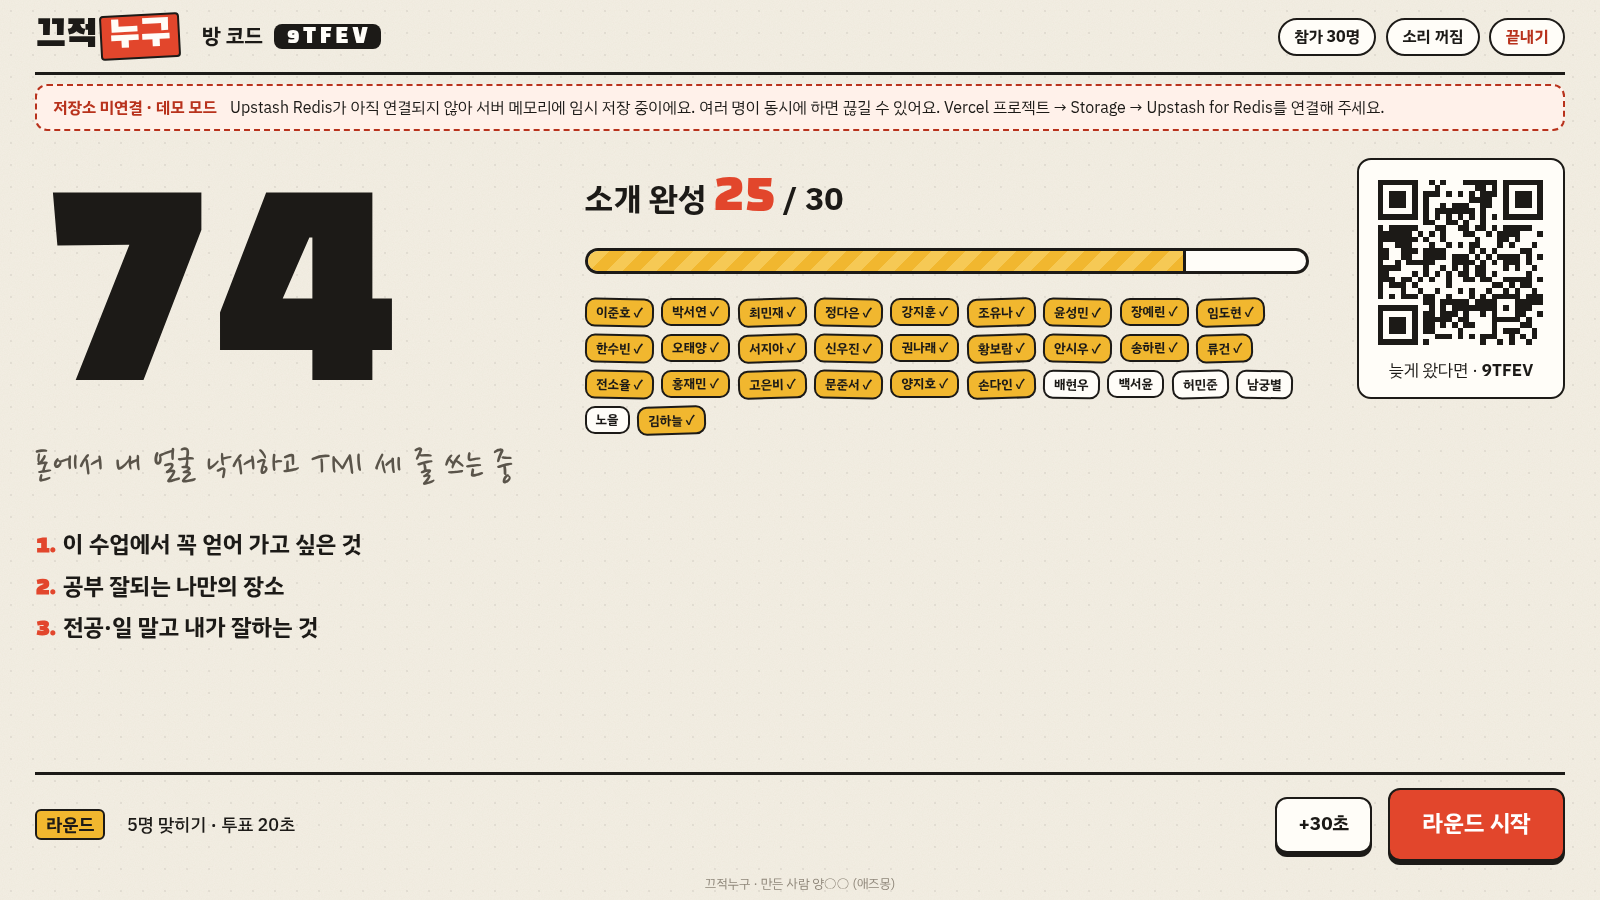 끄적누구 방 코드 9TFEV 참가 30명 소리 꺼짐 끝내기
저장소 미연결 · 데모 모드 Upstash Redis가 아직 연결되지 않아 서버 메모리에 임시 저장 중이에요. 여러 명이 동시에 하면 끊길 수 있어요. Vercel 프로젝트 → Storage → Upstash for Redis를 연결해 주세요.
74
폰에서 내 얼굴 낙서하고 TMI 세 줄 쓰는 중
1. 이 수업에서 꼭 얻어 가고 싶은 것
2. 공부 잘되는 나만의 장소
3. 전공·일 말고 내가 잘하는 것
소개 완성 25 / 30
이준호 ✓ 박서연 ✓ 최민재 ✓ 정다은 ✓ 강지훈 ✓ 조유나 ✓ 윤성민 ✓ 장예린 ✓ 임도현 ✓
한수빈 ✓ 오태양 ✓ 서지아 ✓ 신우진 ✓ 권나래 ✓ 황보람 ✓ 안시우 ✓ 송하린 ✓ 류건 ✓
전소율 ✓ 홍재민 ✓ 고은비 ✓ 문준서 ✓ 양지호 ✓ 손다인 ✓ 배현우 백서윤 허민준 남궁별
노을 김하늘 ✓
늦게 왔다면 · 9TFEV
라운드 5명 맞히기 · 투표 20초 +30초 라운드 시작
끄적누구 · 만든 사람 양○○ (애즈몽)